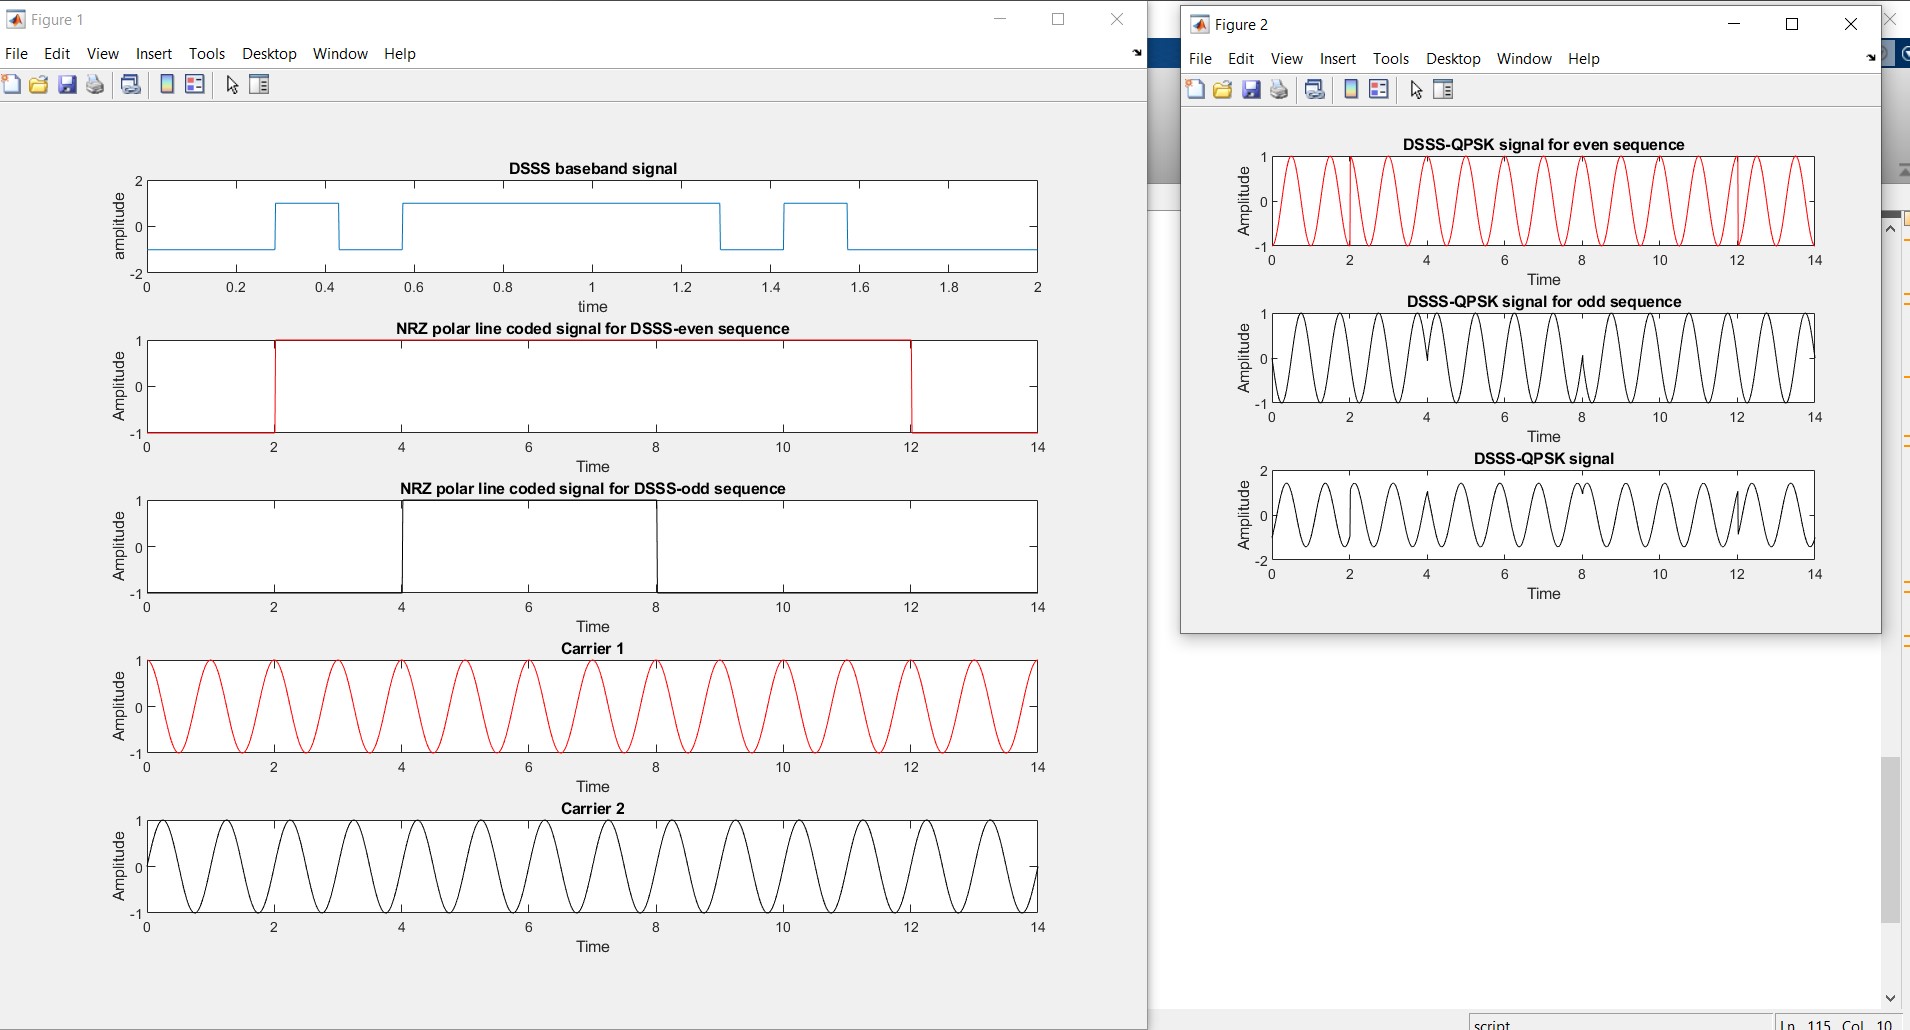 Figure 1
File Edit View Insert Tools Desktop Window Help
DSSS baseband signal
amplitude
2
0
-2
0 0.2 0.4 0.6 0.8 1 1.2 1.4 1.6 1.8 2
time
NRZ polar line coded signal for DSSS-even sequence
Amplitude
1
0
-1
0 2 4 6 8 10 12 14
Time
NRZ polar line coded signal for DSSS-odd sequence
Amplitude
1
0
-1
0 2 4 6 8 10 12 14
Time
Carrier 1
Amplitude
1
0
-1
0 2 4 6 8 10 12 14
Time
Carrier 2
Amplitude
1
0
-1
0 2 4 6 8 10 12 14
Time
Figure 2
File Edit View Insert Tools Desktop Window Help
DSSS-QPSK signal for even sequence
Amplitude
1
0
-1
0 2 4 6 8 10 12 14
Time
DSSS-QPSK signal for odd sequence
Amplitude
1
0
-1
0 2 4 6 8 10 12 14
Time
DSSS-QPSK signal
Amplitude
2
0
-2
0 2 4 6 8 10 12 14
Time
script Ln 115 Col 10